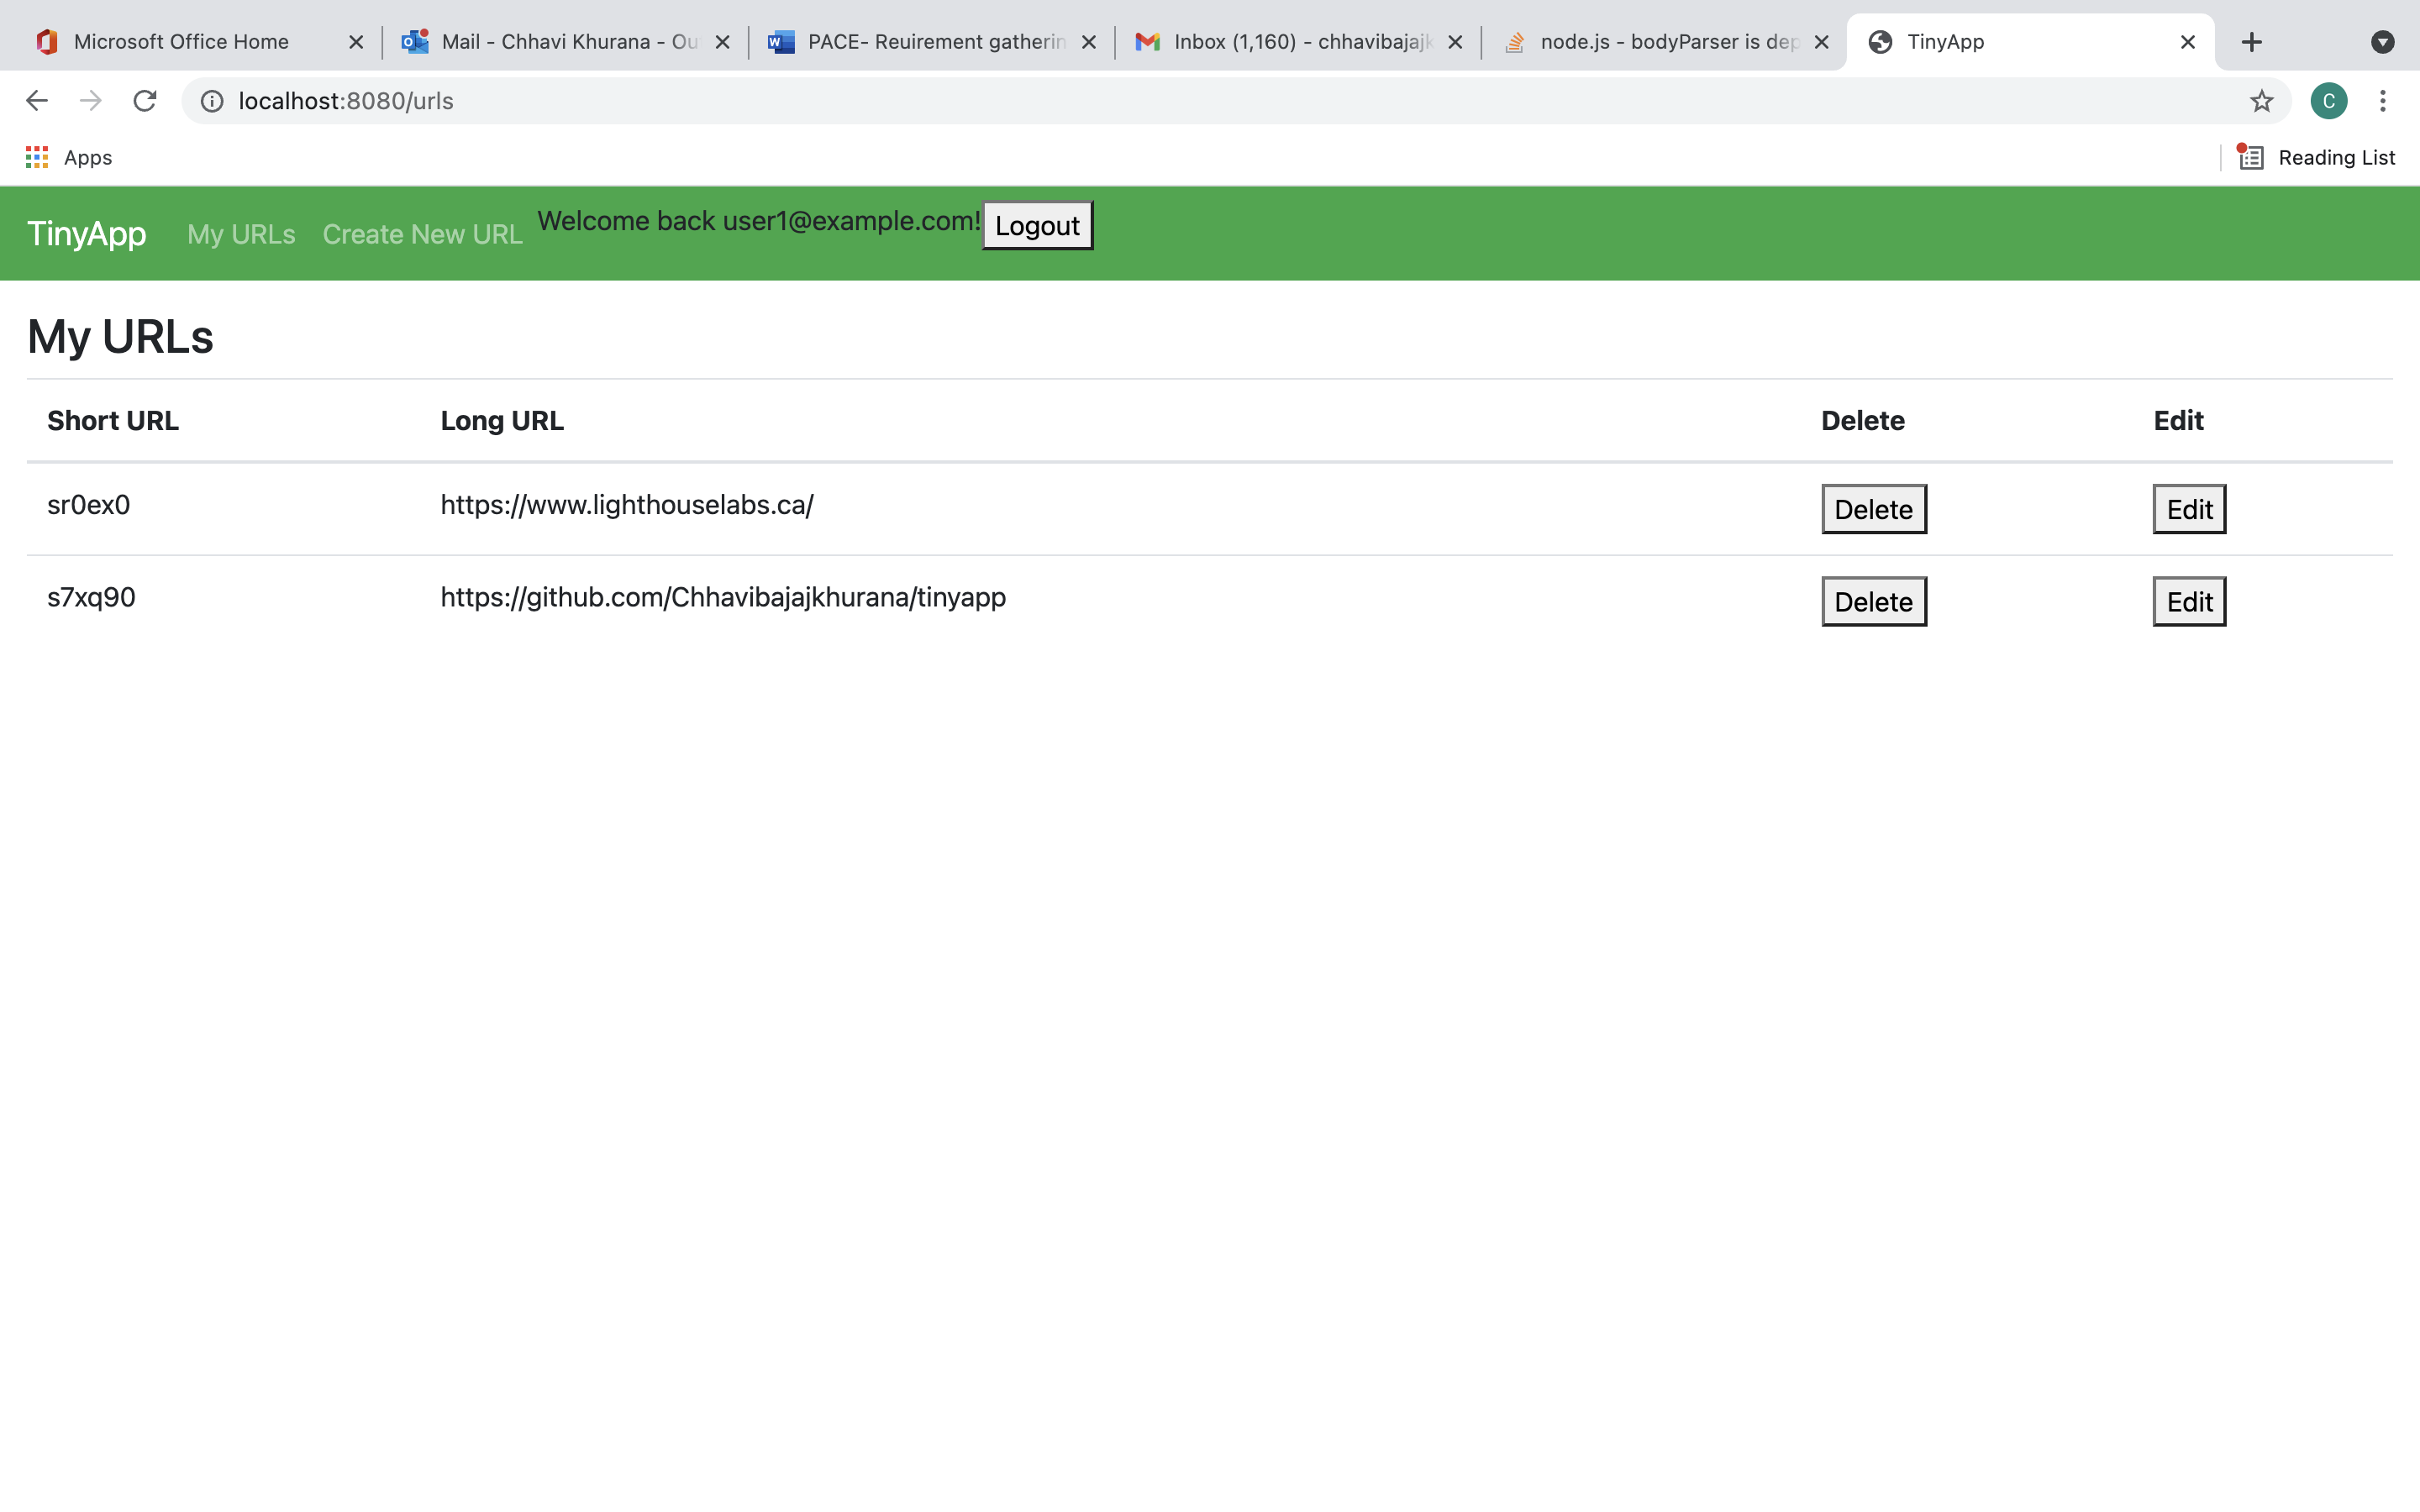 Microsoft Office Home
Mail - Chhavi Khurana - Ou
PACE- Reuirement gatherin
Inbox (1,160) - chhavibajajk
node.js - bodyParser is dep
TinyApp
localhost:8080/urls
C
Apps
Reading List
TinyApp My URLs Create New URL Welcome back user1@example.com! Logout
My URLs
Short URL Long URL Delete Edit
sr0ex0 https://www.lighthouselabs.ca/ Delete Edit
s7xq90 https://github.com/Chhavibajajkhurana/tinyapp Delete Edit